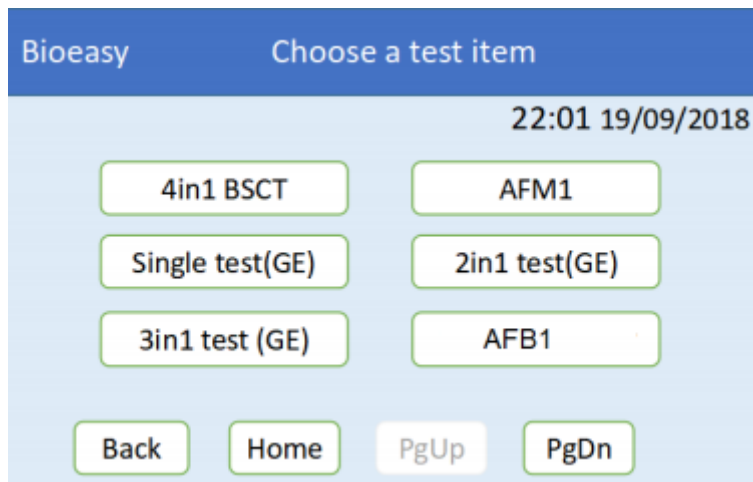 Bioeasy Choose a test item
22:01 19/09/2018
4in1 BSCT AFM1
Single test(GE) 2in1 test(GE)
3in1 test (GE) AFB1
Back Home PgUp PgDn